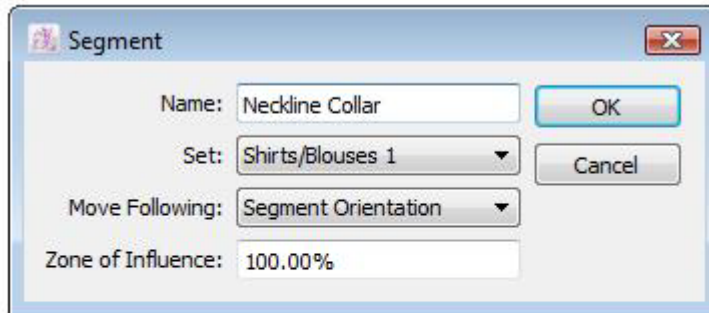 Segment
Name: Neckline Collar
OK
Set: Shirts/Blouses 1
Cancel
Move Following: Segment Orientation
Zone of Influence: 100.00%